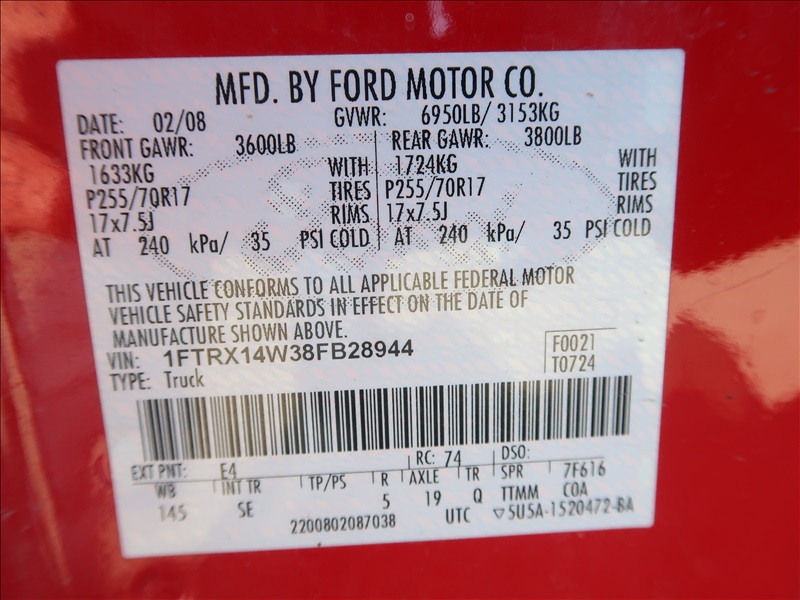 MFD. BY FORD MOTOR CO.
DATE: 02/08 GVWR: 6950LB/ 3153KG
FRONT GAWR: 3600LB REAR GAWR: 3800LB
1633KG WITH 1724KG WITH
P255/70R17 TIRES P255/70R17 TIRES
17x7.5J RIMS 17x7.5J RIMS
AT 240 kPa/ 35 PSI COLD AT 240 kPa/ 35 PSI COLD
THIS VEHICLE CONFORMS TO ALL APPLICABLE FEDERAL MOTOR
VEHICLE SAFETY STANDARDS IN EFFECT ON THE DATE OF
MANUFACTURE SHOWN ABOVE.
VIN: 1FTRX14W38FB28944 F0021
TYPE: Truck T0724
EXT PNT: E4 RC: 74 DSO:
WB INT TR TP/PS R AXLE TR SPR 7F616
145 SE 5 19 Q TTMM COA
2200802087038 UTC ▽5U5A-1520472-BA